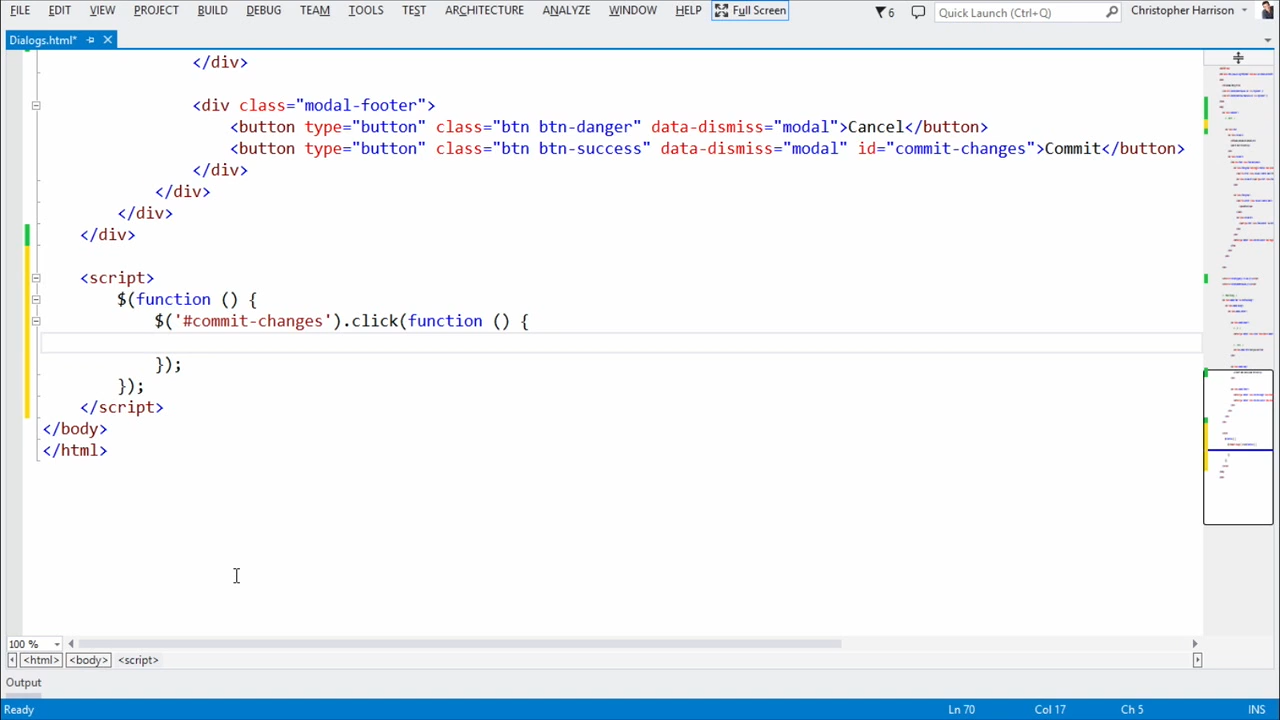 FILE EDIT VIEW PROJECT BUILD DEBUG TEAM TOOLS TEST ARCHITECTURE ANALYZE WINDOW HELP Full Screen 6 Quick Launch (Ctrl+Q) Christopher Harrison
Dialogs.html*
</div>
<div class="modal-footer">
<button type="button" class="btn btn-danger" data-dismiss="modal">Cancel</button>
<button type="button" class="btn btn-success" data-dismiss="modal" id="commit-changes">Commit</button>
</div>
</div>
</div>
</div>
<script>
$(function () {
$('#commit-changes').click(function () {
});
});
</script>
</body>
</html>
100 %
<html> <body> <script>
Output
Ready Ln 70 Col 17 Ch 5 INS